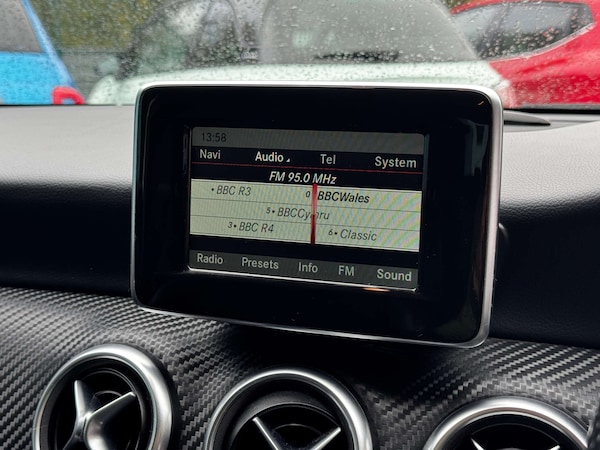 13:58
Navi Audio Tel System
FM 95.0 MHz
BBC R3 0 BBCWales
5 BBCCymru
3 BBC R4 6 Classic
Radio Presets Info FM Sound